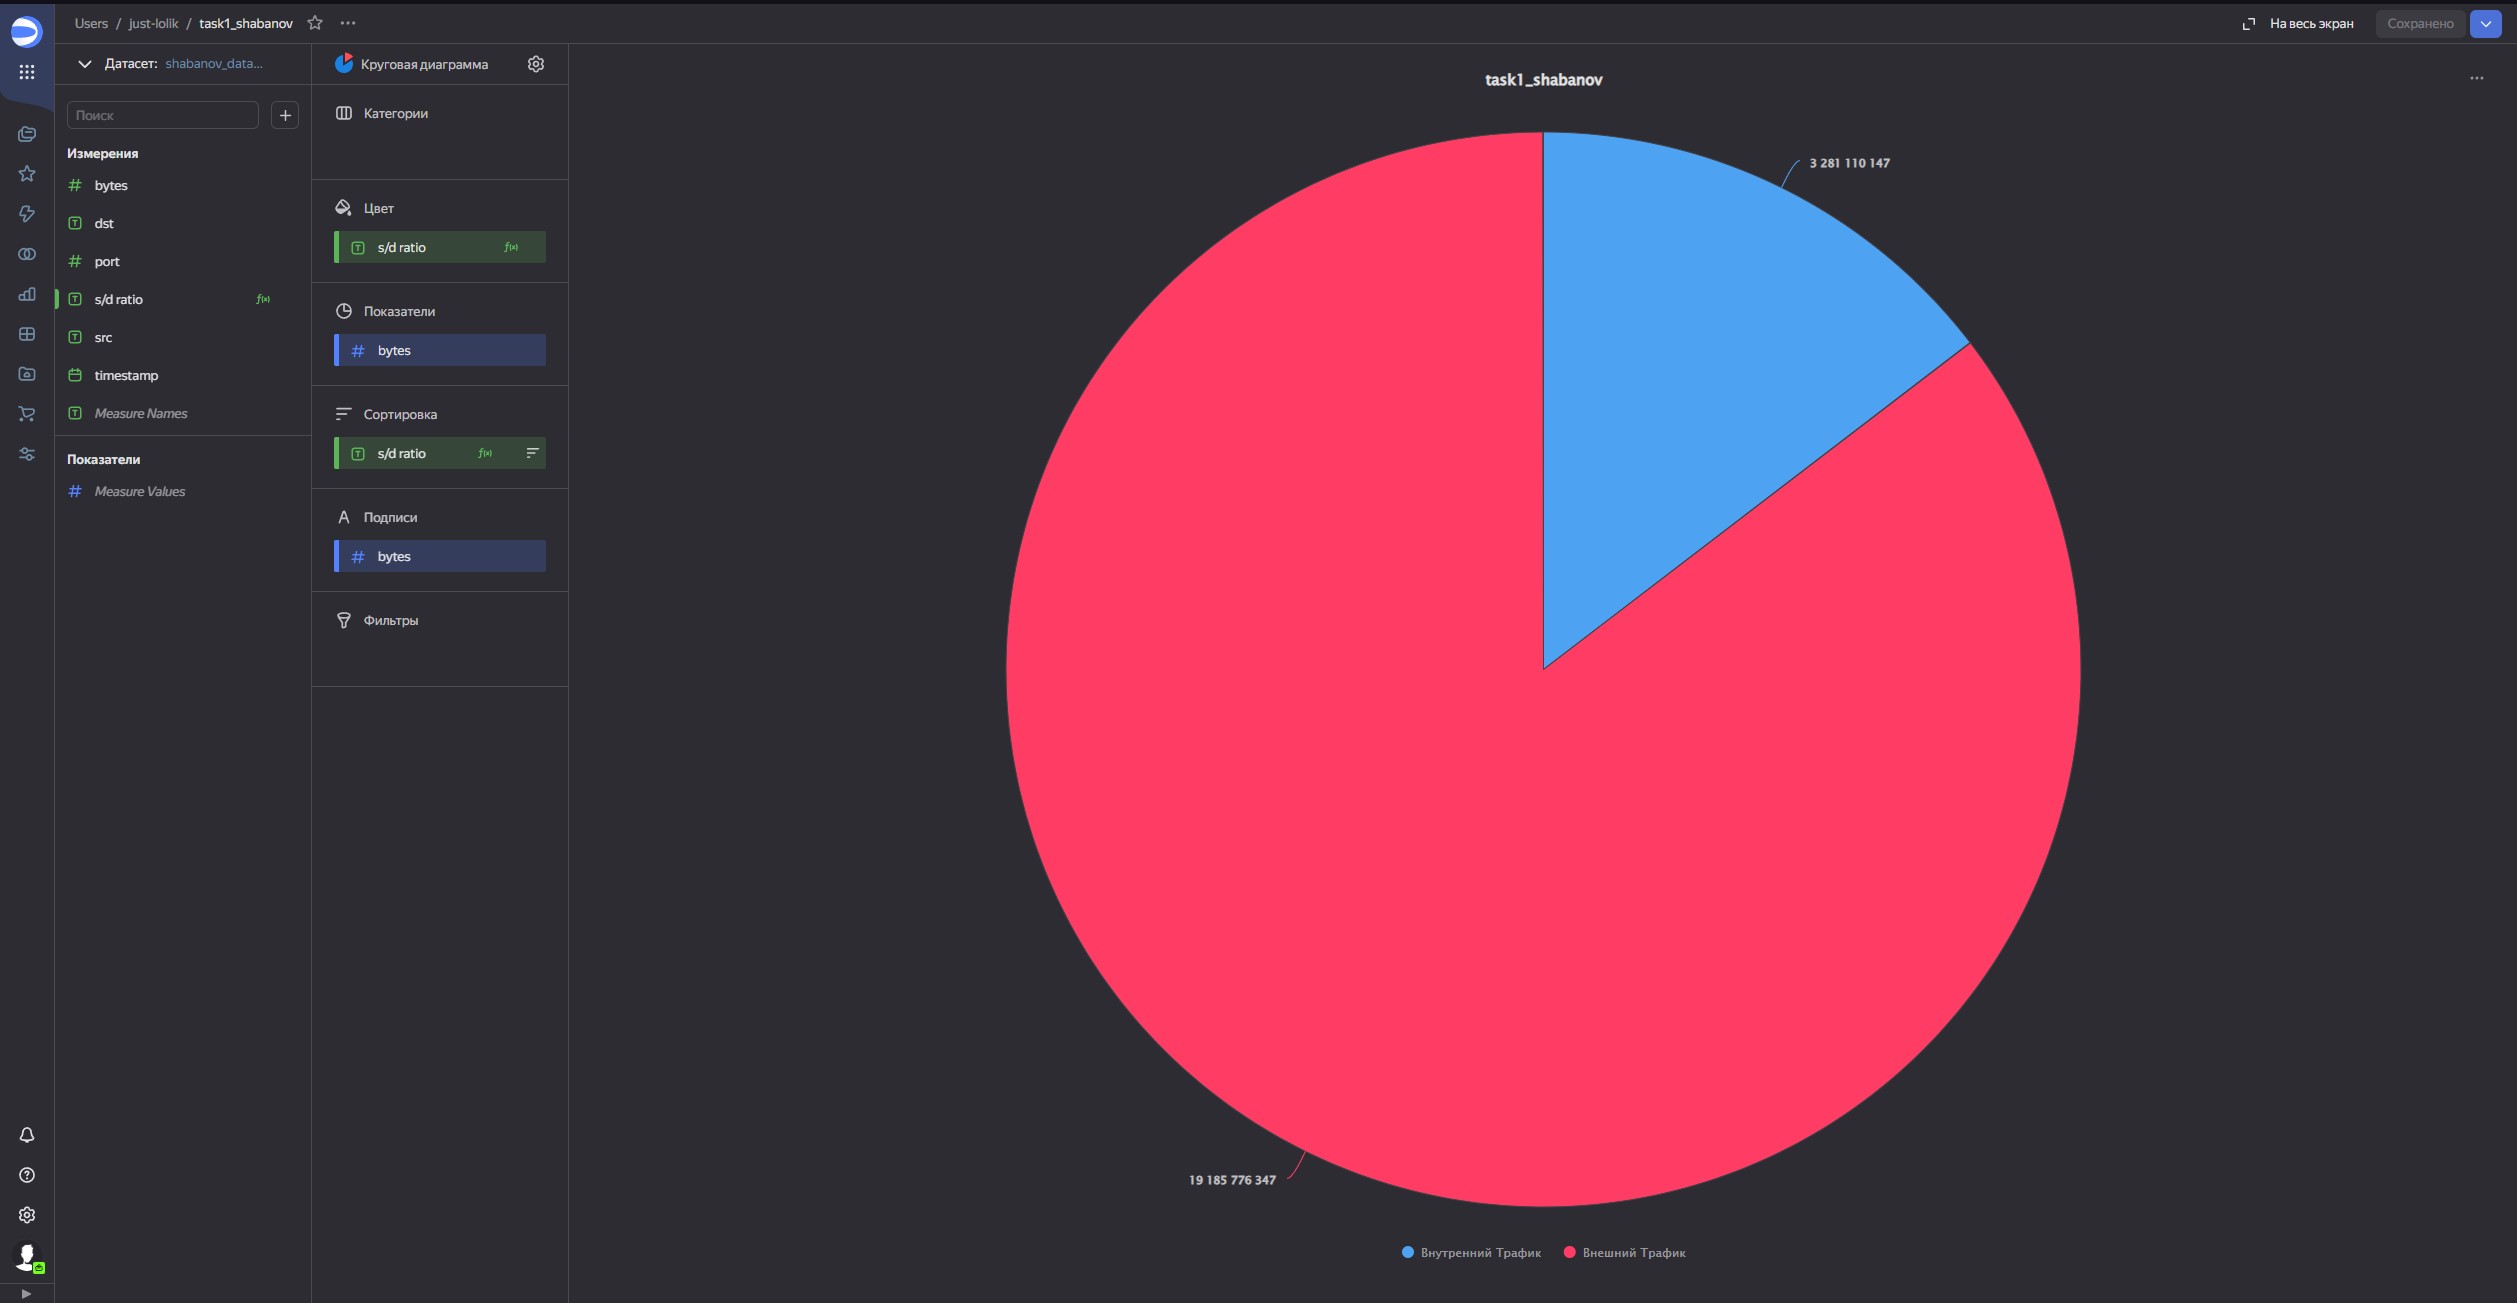 Users / just-lolik / task1_shabanov
На весь экран
Сохранено
Датасет: shabanov_data...
Поиск
Измерения
bytes
dst
port
s/d ratio
src
timestamp
Measure Names
Показатели
Measure Values
Круговая диаграмма
Категории
Цвет
s/d ratio
Показатели
bytes
Сортировка
s/d ratio
Подписи
bytes
Фильтры
task1_shabanov
3 281 110 147
19 185 776 347
Внутренний Трафик
Внешний Трафик